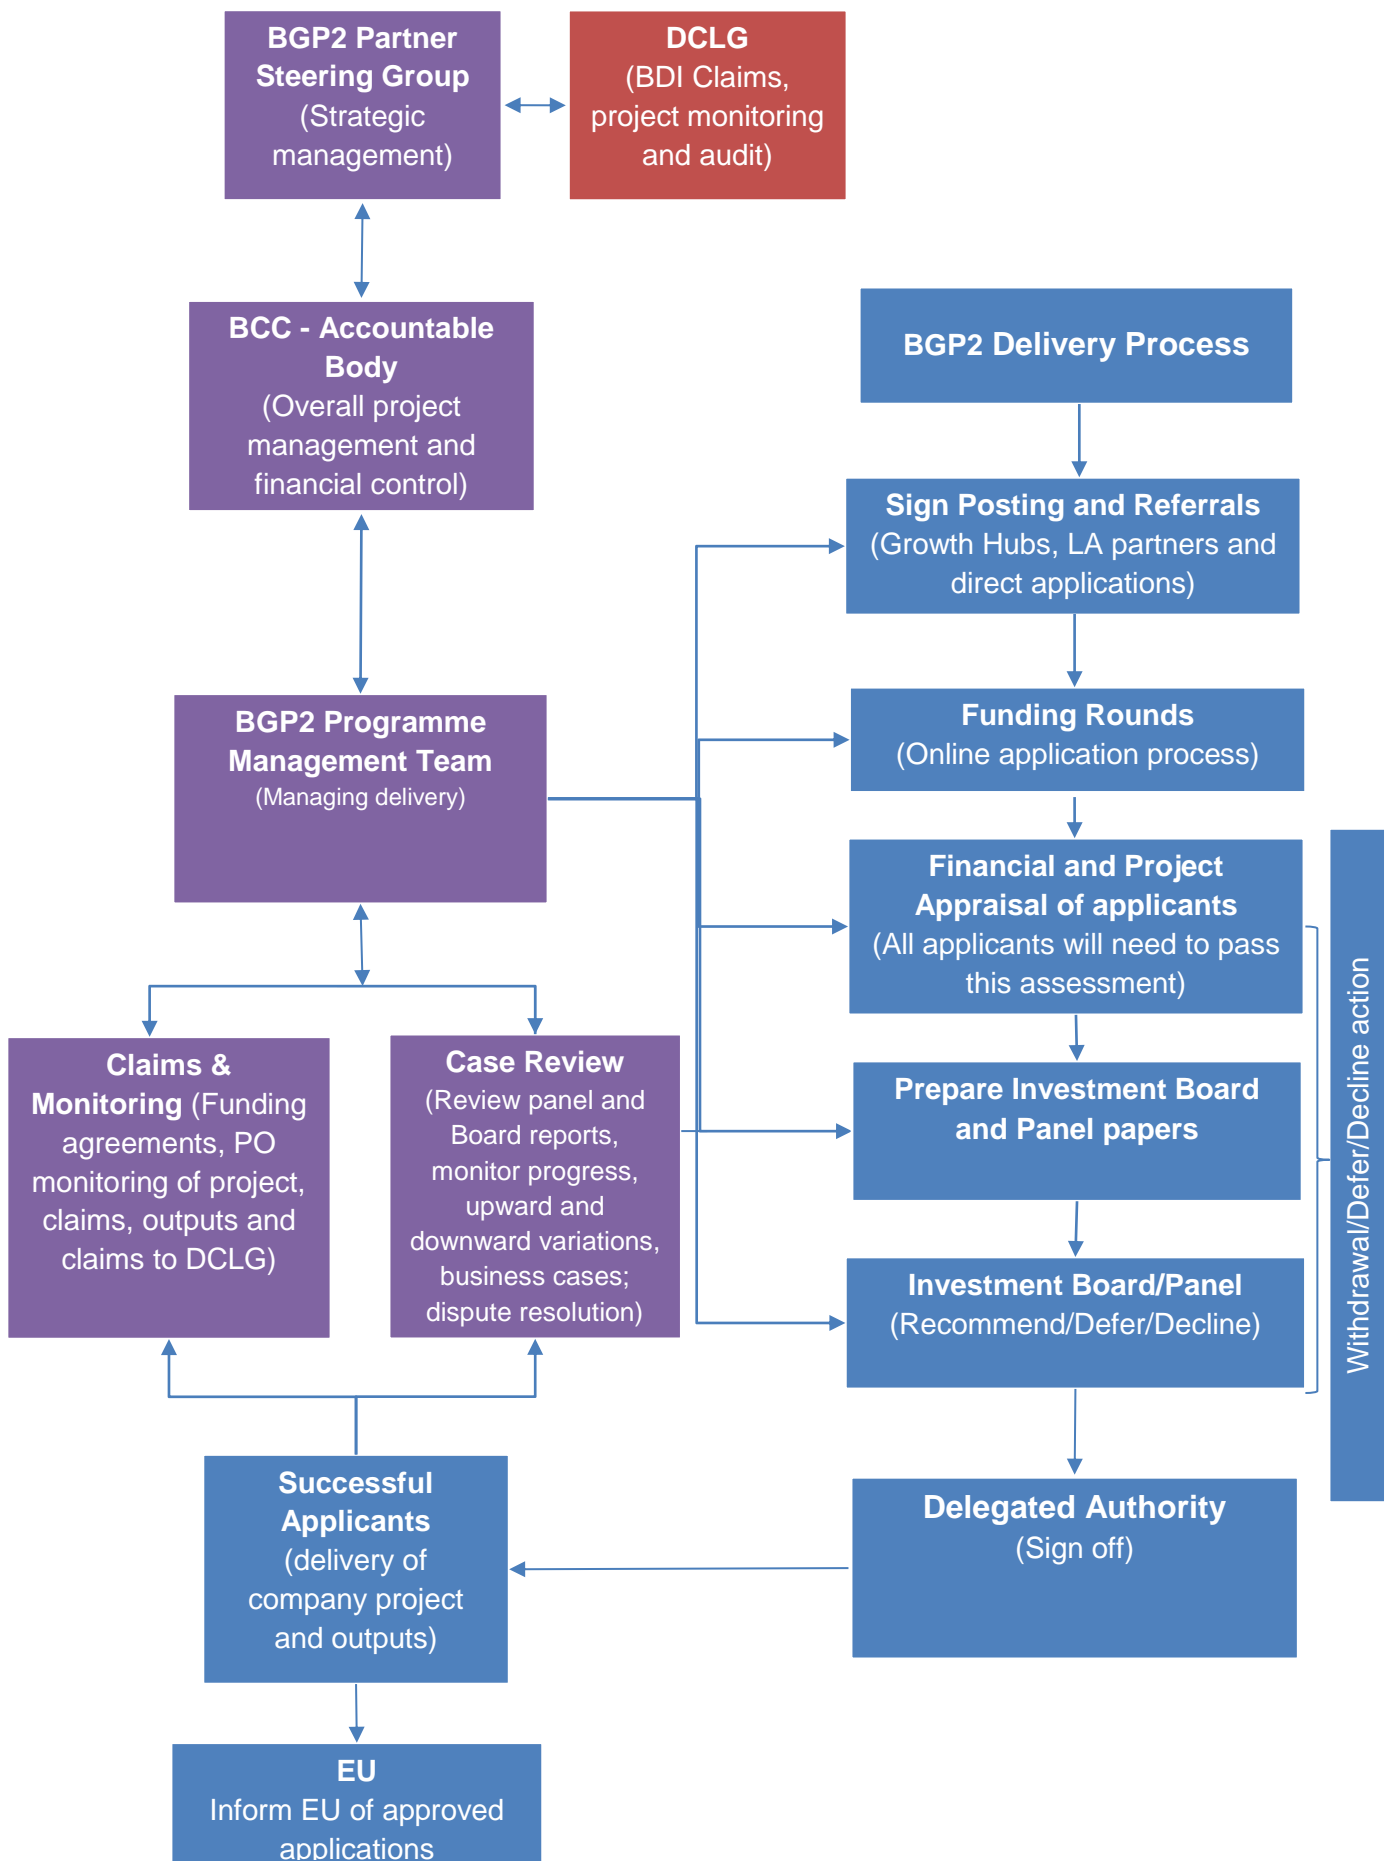 BGP2 Partner
Steering Group
(Strategic
management)
DCLG
(BDI Claims,
project monitoring
and audit)
BCC - Accountable
Body
(Overall project
management and
financial control)
BGP2 Delivery Process
Sign Posting and Referrals
(Growth Hubs, LA partners and
direct applications)
BGP2 Programme
Management Team
(Managing delivery)
Funding Rounds
(Online application process)
Financial and Project
Appraisal of applicants
(All applicants will need to pass
this assessment)
Withdrawal/Defer/Decline action
Claims &
Monitoring (Funding
agreements, PO
monitoring of project,
claims, outputs and
claims to DCLG)
Case Review
(Review panel and
Board reports,
monitor progress,
upward and
downward variations,
business cases;
dispute resolution)
Prepare Investment Board
and Panel papers
Investment Board/Panel
(Recommend/Defer/Decline)
Successful
Applicants
(delivery of
company project
and outputs)
Delegated Authority
(Sign off)
EU
Inform EU of approved
applications